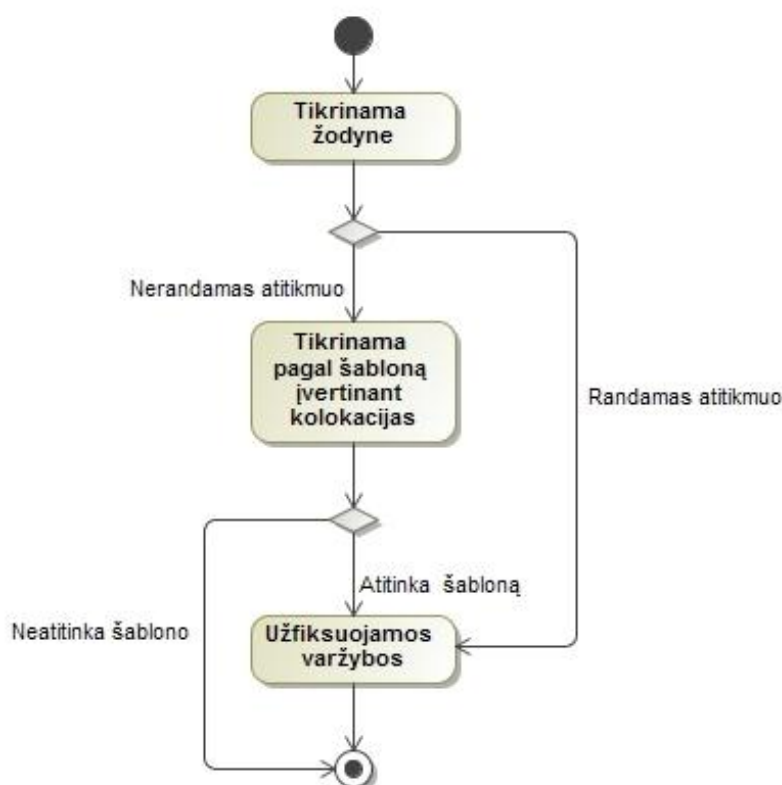 Tikrinama
žodyne
Nerandamas atitikmuo
Tikrinama
pagal šabloną
įvertinant
kolokacijas
Randamas atitikmuo
Atitinka šabloną
Neatitinka šablono
Užfiksuojamos
varžybos